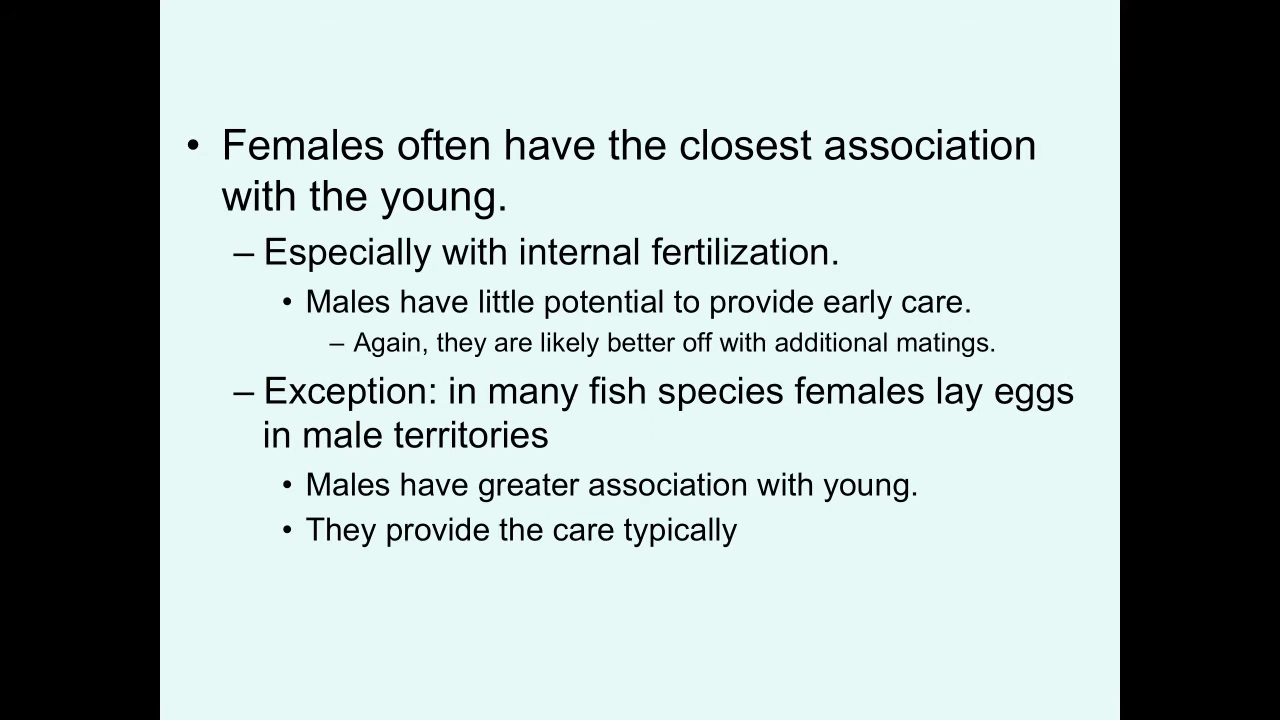 • Females often have the closest association
with the young.
– Especially with internal fertilization.
• Males have little potential to provide early care.
– Again, they are likely better off with additional matings.
– Exception: in many fish species females lay eggs
in male territories
• Males have greater association with young.
• They provide the care typically